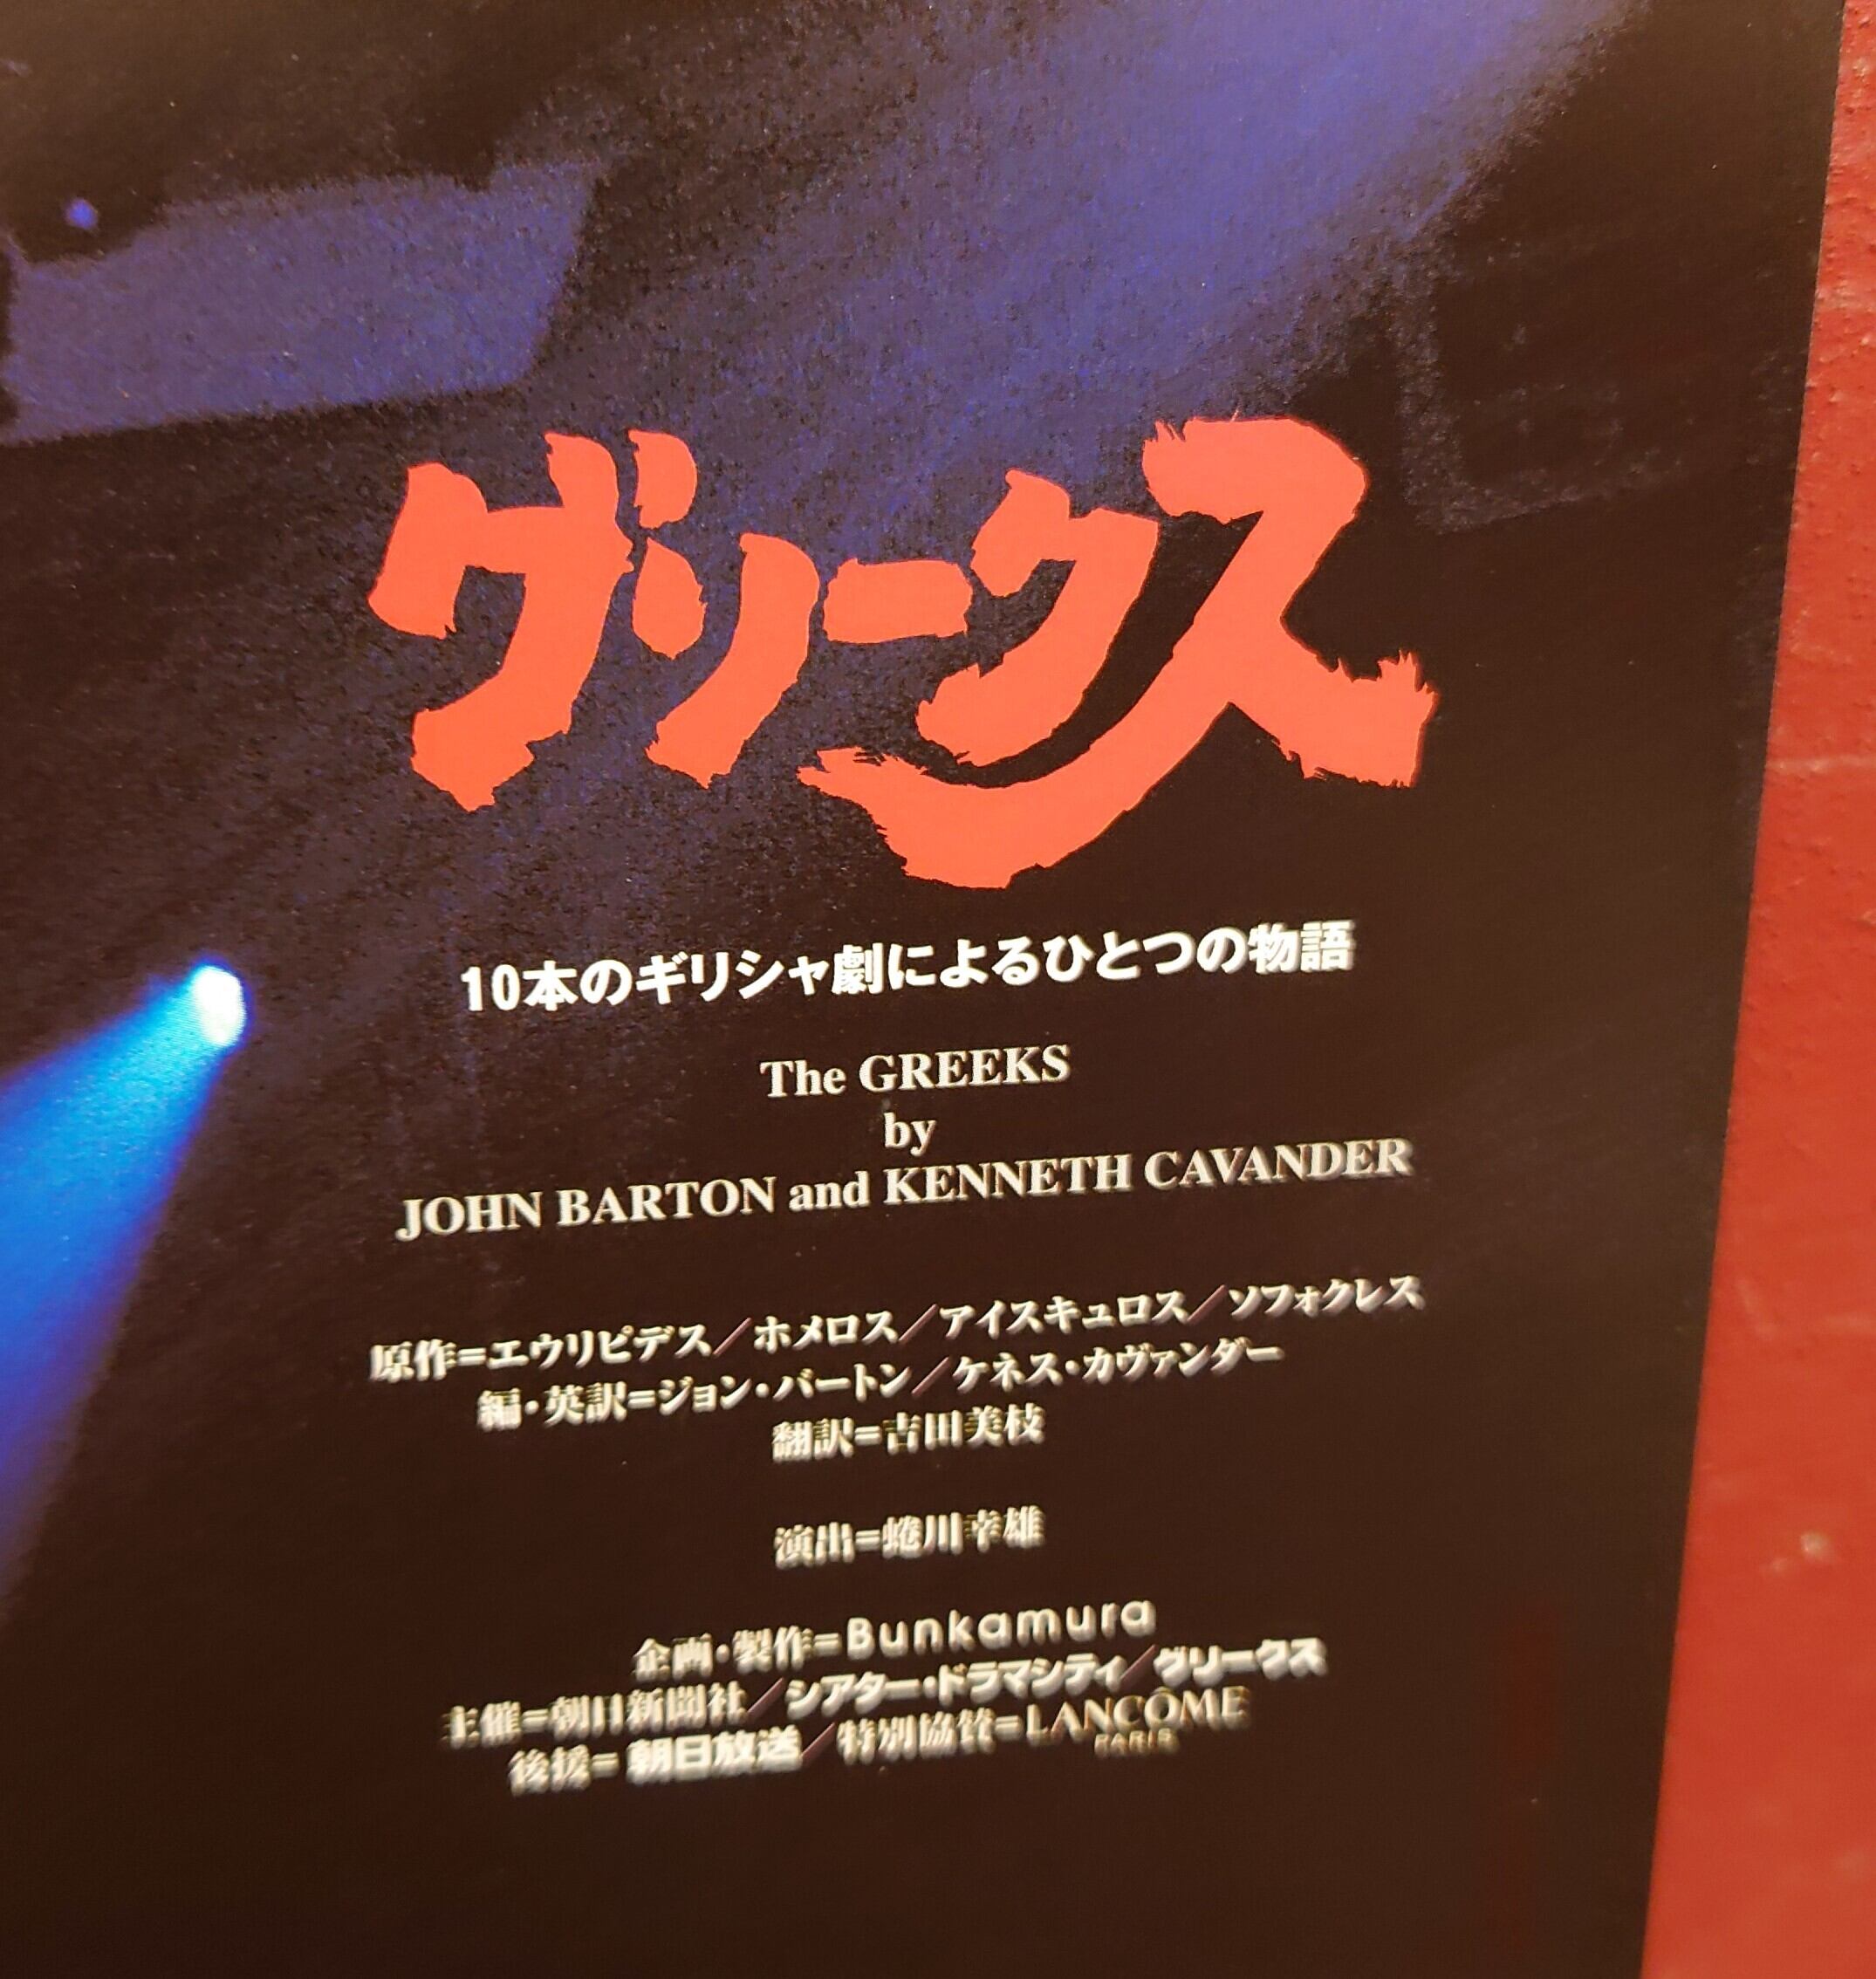 グリークス
10本のギリシャ劇によるひとつの物語
The GREEKS
by
JOHN BARTON and KENNETH CAVANDER
原作=エウリピデス／ホメロス／アイスキュロス／ソフォクレス
編・英訳=ジョン・バートン／ケネス・カヴァンダー
翻訳=吉田美枝
演出=蜷川幸雄
企画・製作=Bunkamura
主催=朝日新聞社／シアター・ドラマシティ／グリークス
後援=朝日放送／特別協賛=LANCÔME
PARIS